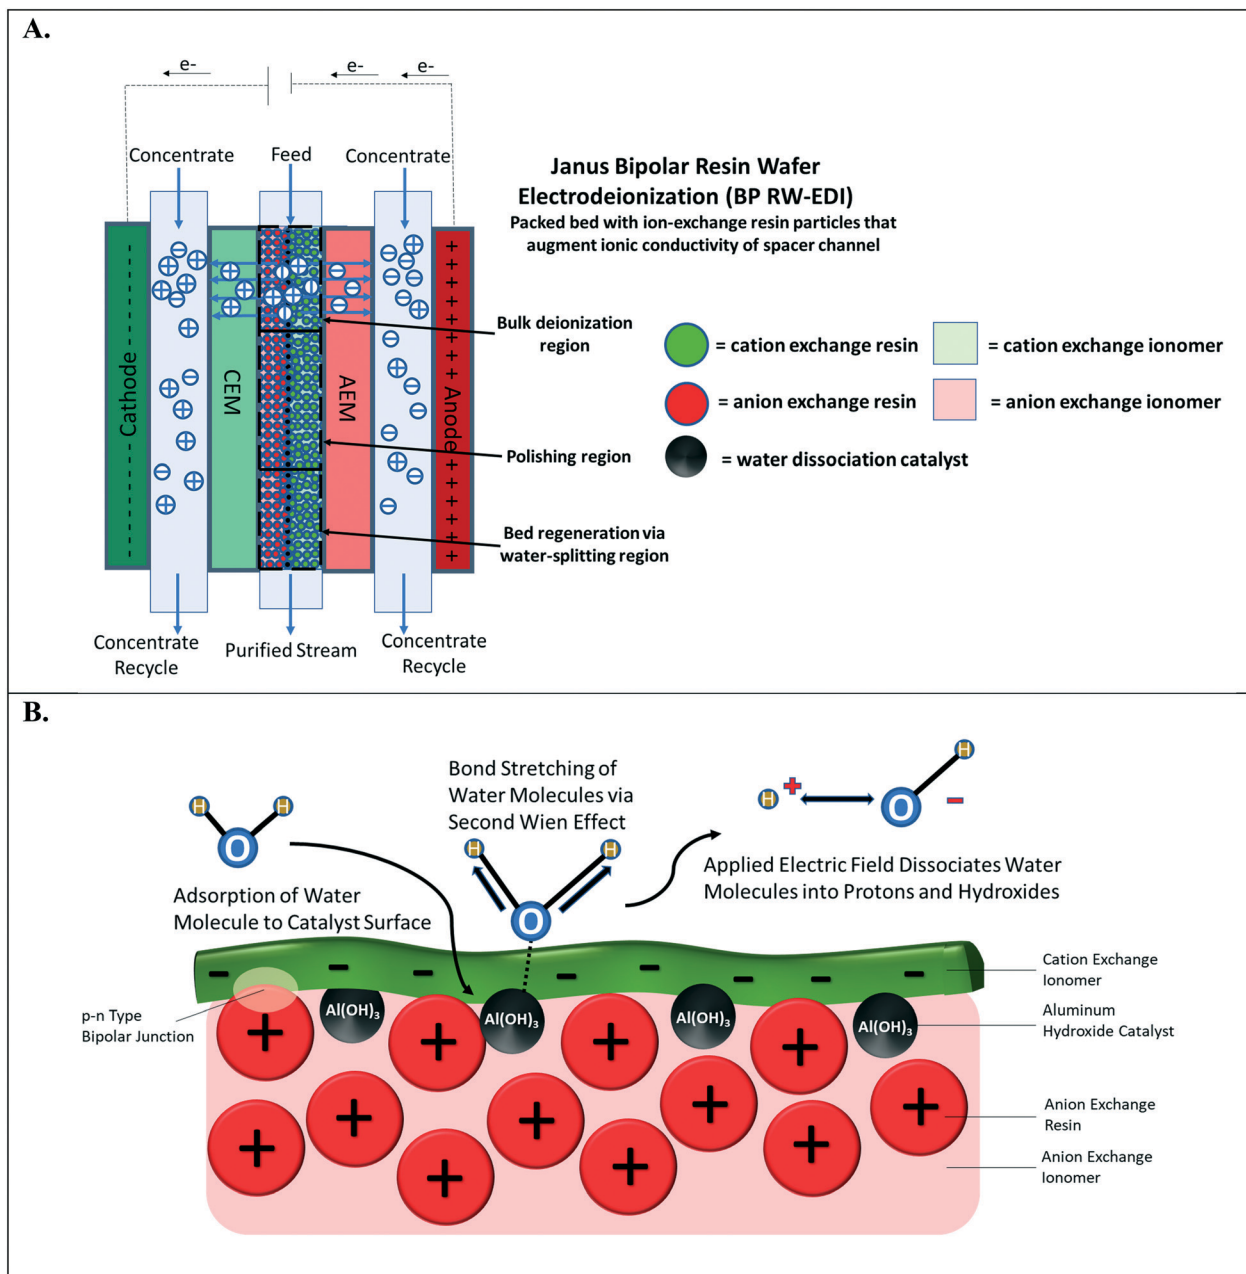 A.
e-
e-
e-
Concentrate
Feed
Concentrate
Janus Bipolar Resin Wafer
Electrodeionization (BP RW-EDI)
Packed bed with ion-exchange resin particles that
augment ionic conductivity of spacer channel
Cathode
CEM
AEM
Anode
Bulk deionization
region
Polishing region
Bed regeneration via
water-splitting region
= cation exchange resin
= cation exchange ionomer
= anion exchange resin
= anion exchange ionomer
= water dissociation catalyst
Concentrate
Recycle
Purified Stream
Concentrate
Recycle
B.
Bond Stretching of
Water Molecules via
Second Wien Effect
H
H
O
H
H
O
H
+
O
H
-
Adsorption of Water
Molecule to Catalyst Surface
Applied Electric Field Dissociates Water
Molecules into Protons and Hydroxides
p-n Type
Bipolar Junction
Al(OH)₃
Al(OH)₃
Al(OH)₃
Al(OH)₃
Cation Exchange
Ionomer
Aluminum
Hydroxide Catalyst
Anion Exchange
Resin
Anion Exchange
Ionomer